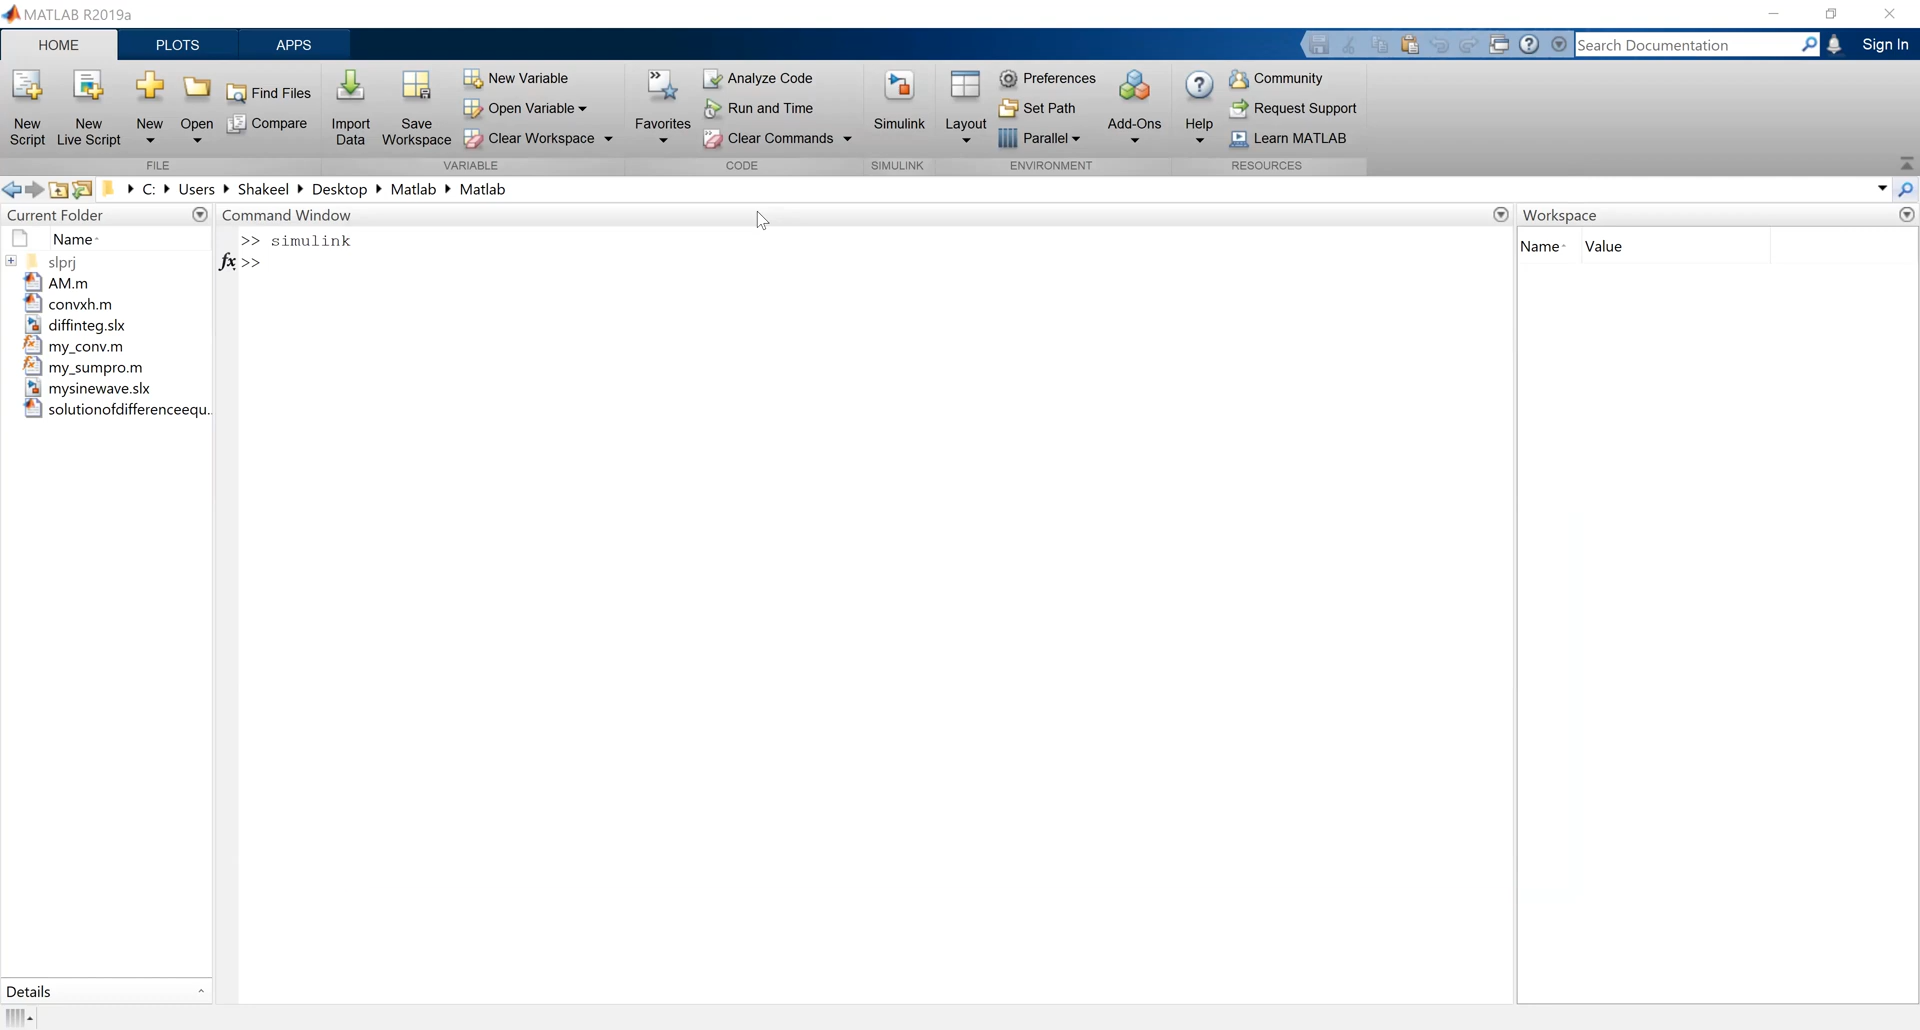 MATLAB R2019a
HOME PLOTS APPS
Search Documentation Sign In
New Script
New Live Script
New
Open
Find Files
Compare
FILE
Import Data
Save Workspace
New Variable
Open Variable
Clear Workspace
VARIABLE
Favorites
Analyze Code
Run and Time
Clear Commands
CODE
Simulink
SIMULINK
Layout
Preferences
Set Path
Parallel
Add-Ons
ENVIRONMENT
Help
Community
Request Support
Learn MATLAB
RESOURCES
C: Users Shakeel Desktop Matlab Matlab
Current Folder
Name
slprj
AM.m
convxh.m
diffinteg.slx
my_conv.m
my_sumpro.m
mysinewave.slx
solutionofdifferenceequ..
Details
Command Window
>> simulink
fx >>
Workspace
Name Value